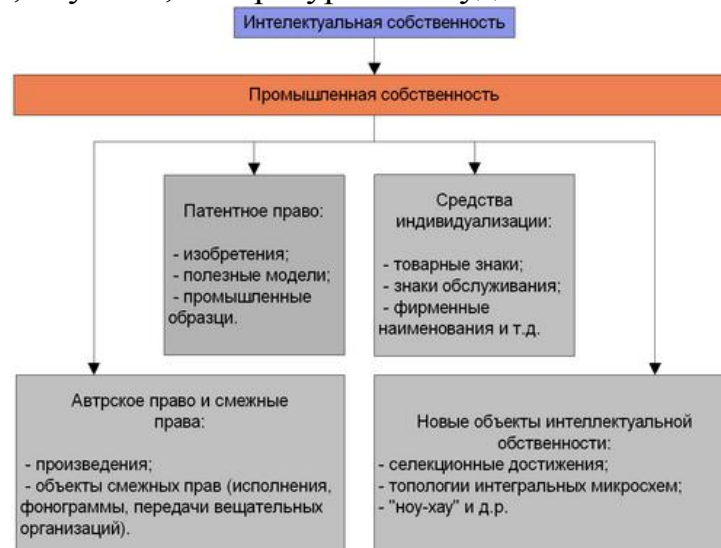 Интелектуальная собственность
Промышленная собственность
Патентное право:
- изобретения;
- полезные модели;
- промышленные
образци.
Средства
индивидуализации:
- товарные знаки;
- знаки обслуживания;
- фирменные
наименования и т.д.
Автрское право и смежные
права:
- произведения;
- объекты смежных прав (исполнения,
фонограммы, передачи вещательных
организаций).
Новые объекты интеллектуальной
обственности:
- селекционные достижения;
- топологии интегральных микросхем;
- "ноу-хау" и д.р.